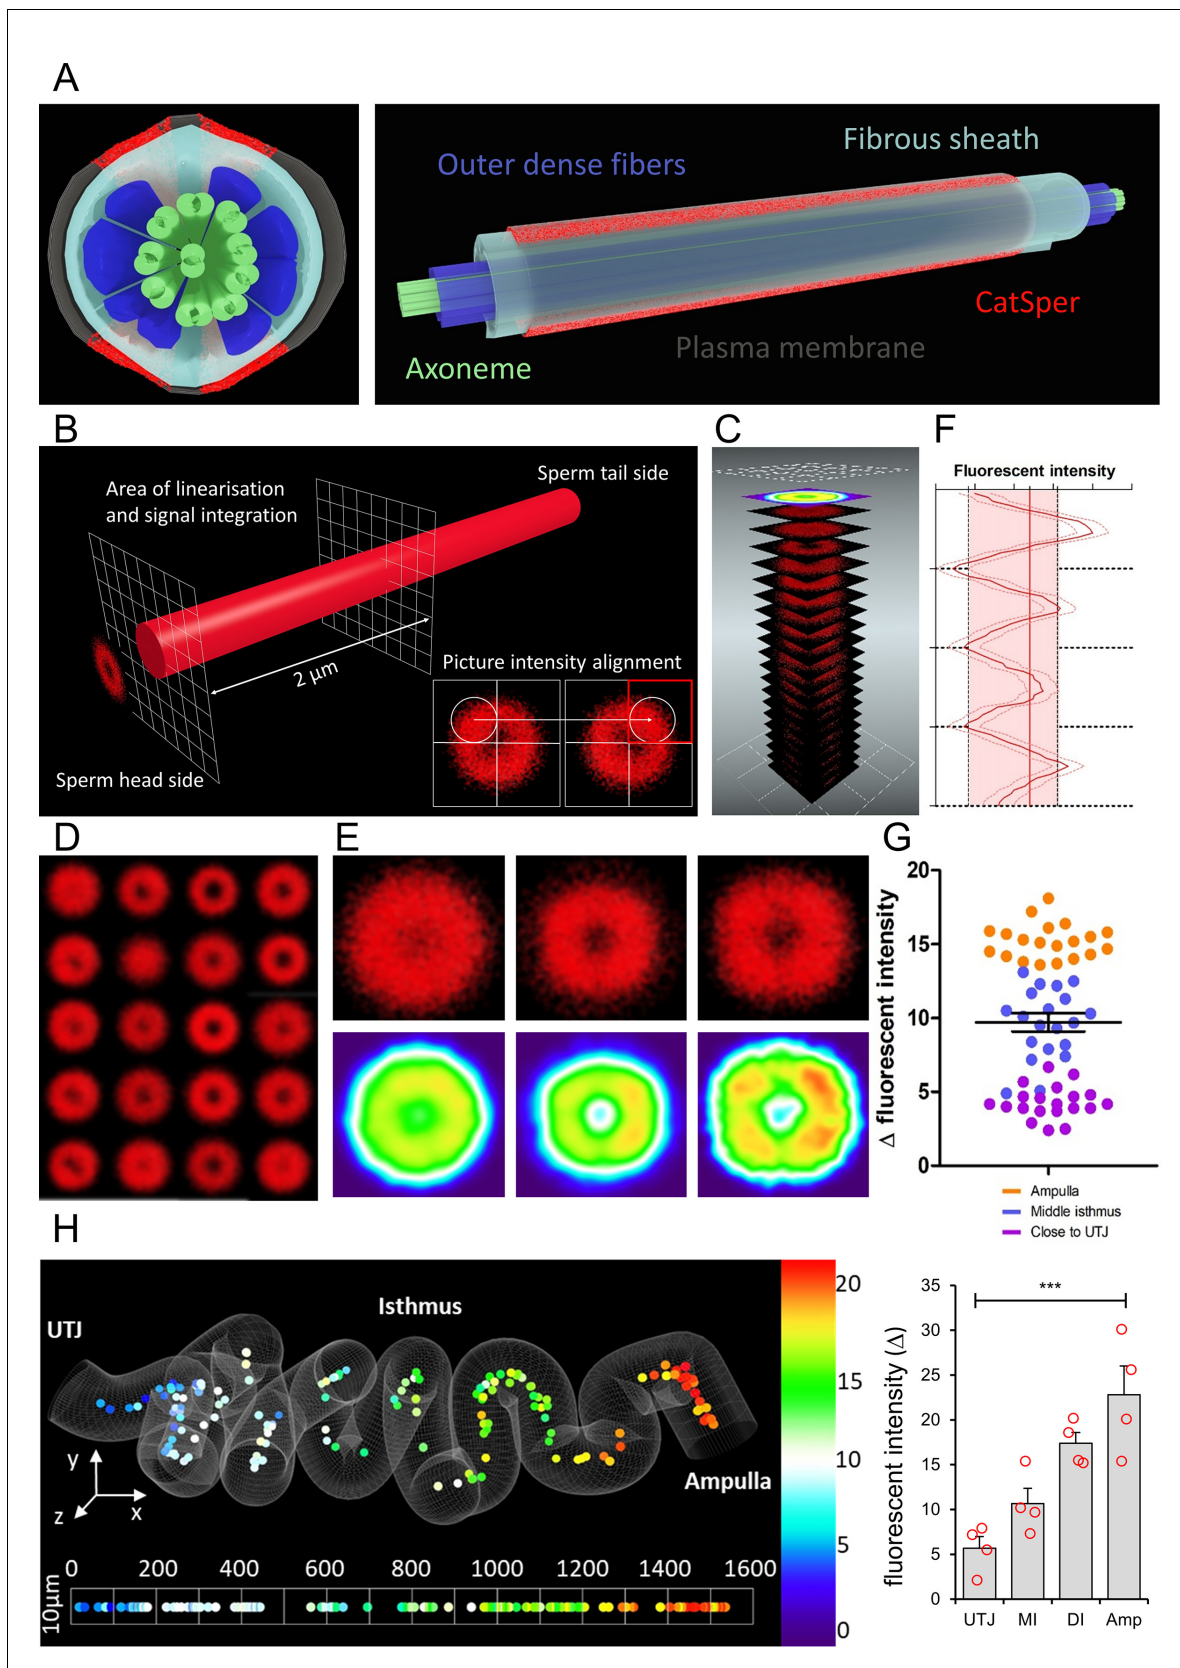 A
Outer dense fibers
Fibrous sheath
CatSper
Plasma membrane
Axoneme
B
Area of linearisation
and signal integration
Sperm tail side
2 µm
Picture intensity alignment
Sperm head side
C
F
Fluorescent intensity
D
E
G
Δ fluorescent intensity
20
15
10
5
0
Ampulla
Middle isthmus
Close to UTJ
H
UTJ
Isthmus
Ampulla
y
z
x
20
15
10
5
0
0 200 400 600 800 1000 1200 1400 1600
10µm
fluorescent intensity (Δ)
35
30
25
20
15
10
5
0
***
UTJ MI DI Amp